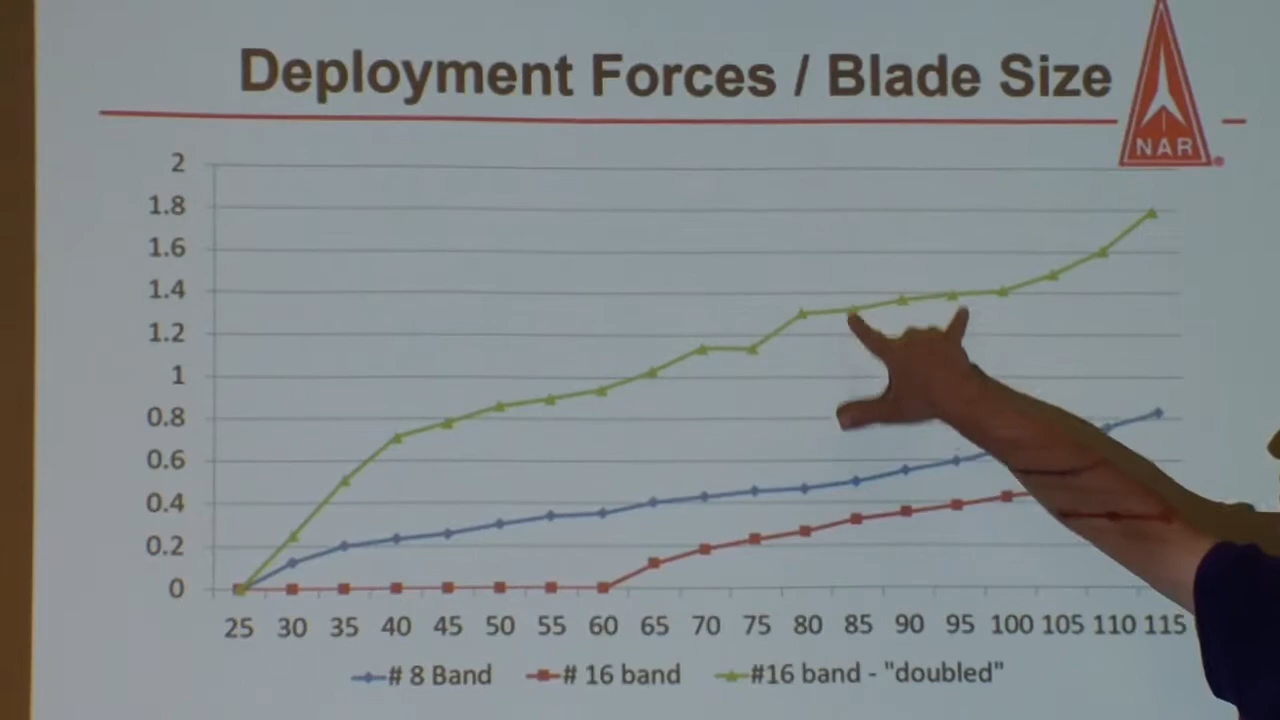 Deployment Forces / Blade Size
NAR
2
1.8
1.6
1.4
1.2
1
0.8
0.6
0.4
0.2
0
25 30 35 40 45 50 55 60 65 70 75 80 85 90 95 100 105 110 115
# 8 Band # 16 band #16 band - "doubled"